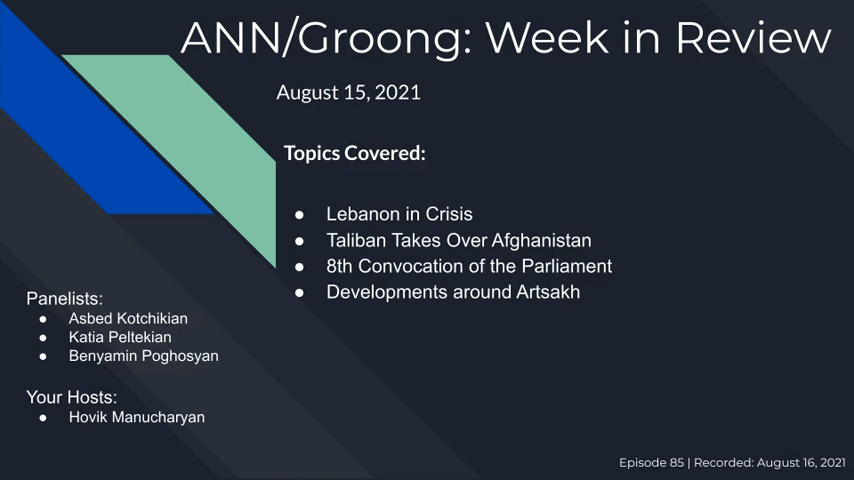 ANN/Groong: Week in Review
August 15, 2021
Topics Covered:
● Lebanon in Crisis
● Taliban Takes Over Afghanistan
● 8th Convocation of the Parliament
● Developments around Artsakh
Panelists:
● Asbed Kotchikian
● Katia Peltekian
● Benyamin Poghosyan
Your Hosts:
● Hovik Manucharyan
Episode 85 | Recorded: August 16, 2021